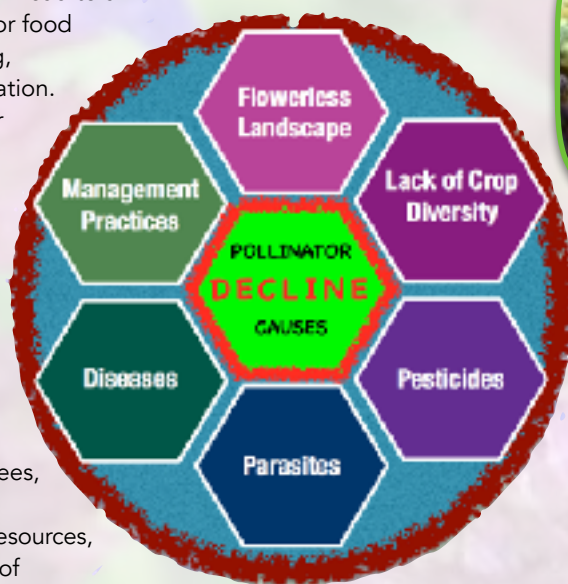 or food
g,
ation.
r
Flowerless
Landscape
Lack of Crop
Diversity
Management
Practices
POLLINATOR
DECLINE
CAUSES
Diseases
Pesticides
Parasites
ees,
esources,
of